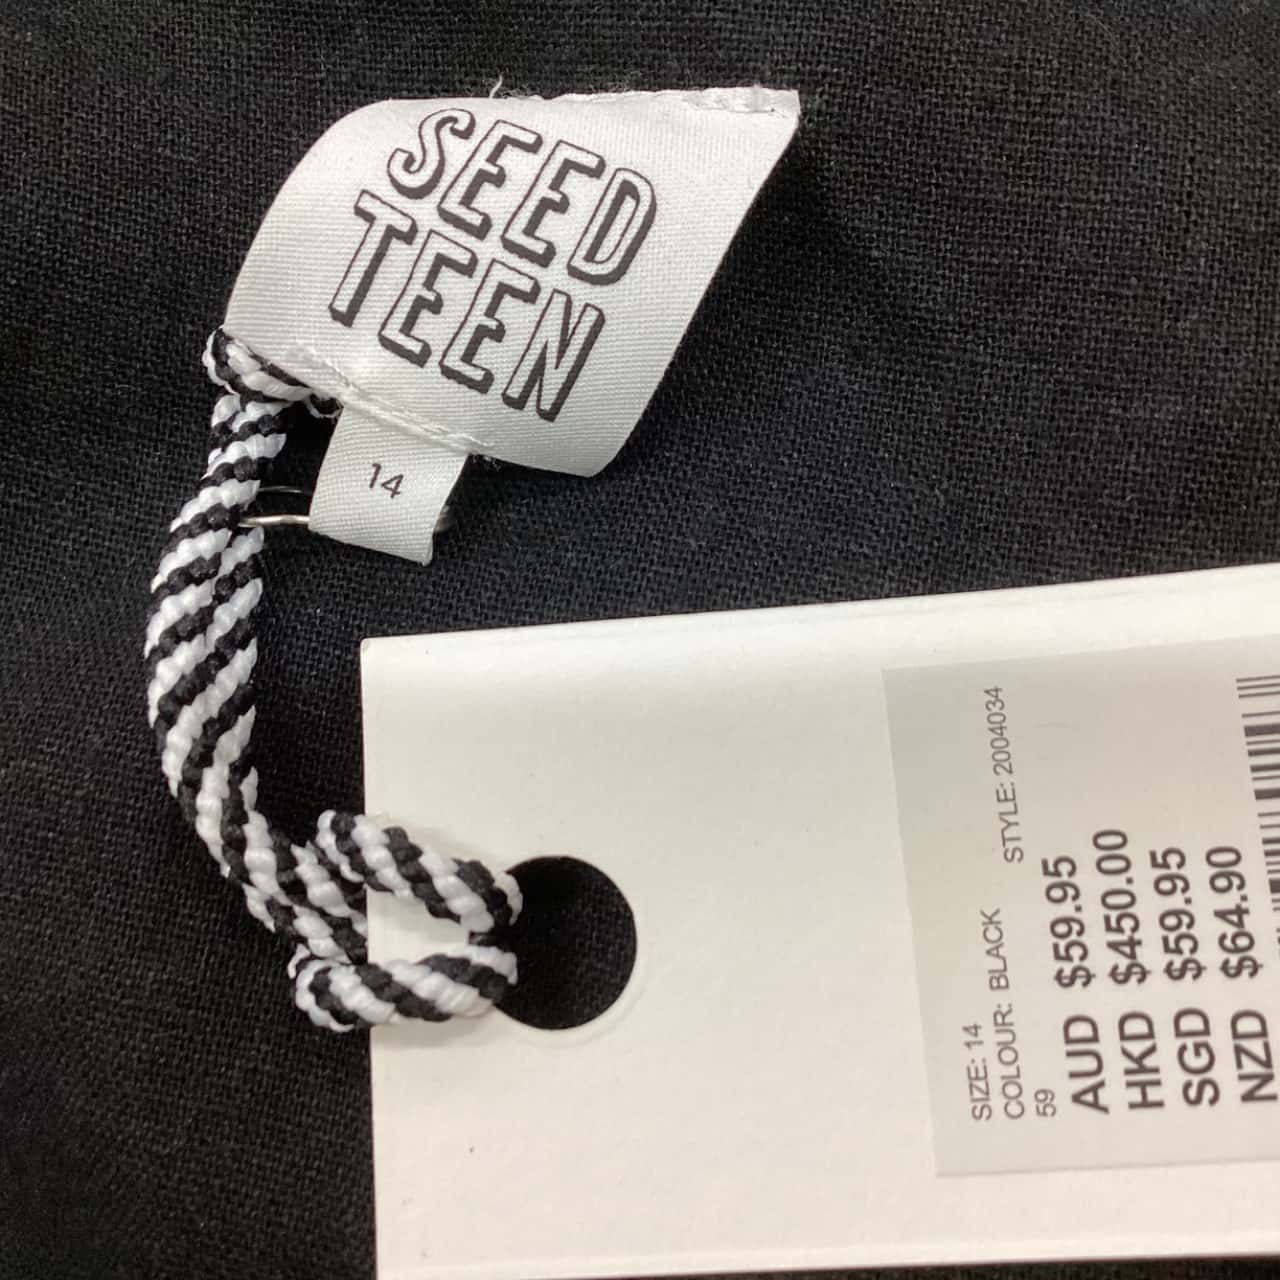 SEED
TEEN
14
SIZE: 14
COLOUR: BLACK STYLE: 2004034
59
AUD $59.95
HKD $450.00
SGD $59.95
NZD $64.90